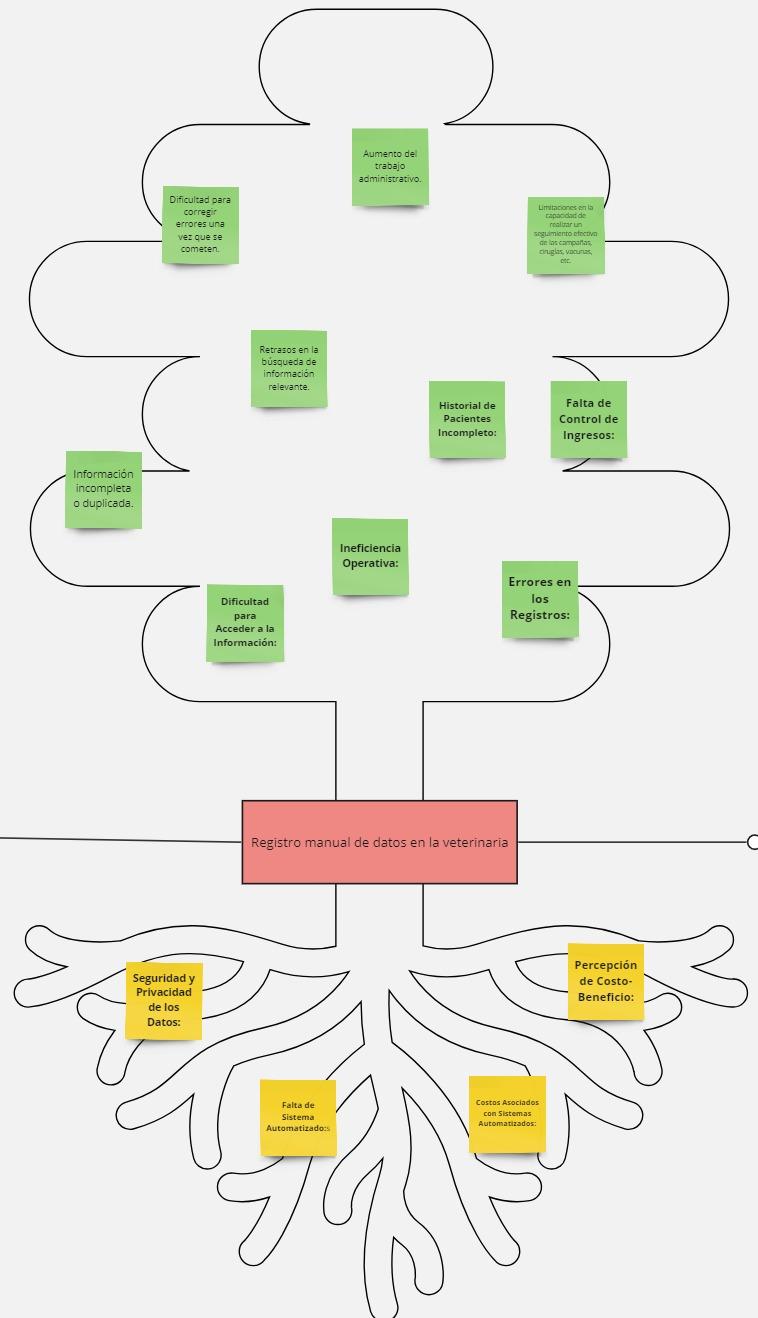 Aumento del
trabajo
administrativo.
Dificultad para
corregir
errores una
vez que se
cometen.
Limitaciones en la
capacidad de
realizar un
seguimiento efectivo
de las campañas,
cirugías, vacunas,
etc.
Retrasos en la
búsqueda de
información
relevante.
Historial de
Pacientes
Incompleto:
Falta de
Control de
Ingresos:
Información
incompleta
o duplicada.
Ineficiencia
Operativa:
Errores en
los
Registros:
Dificultad
para
Acceder a la
Información:
Registro manual de datos en la veterinaria
Seguridad y
Privacidad
de los
Datos:
Percepción
de Costo-
Beneficio:
Falta de
Sistema
Automatizado:s
Costos Asociados
con Sistemas
Automatizados: